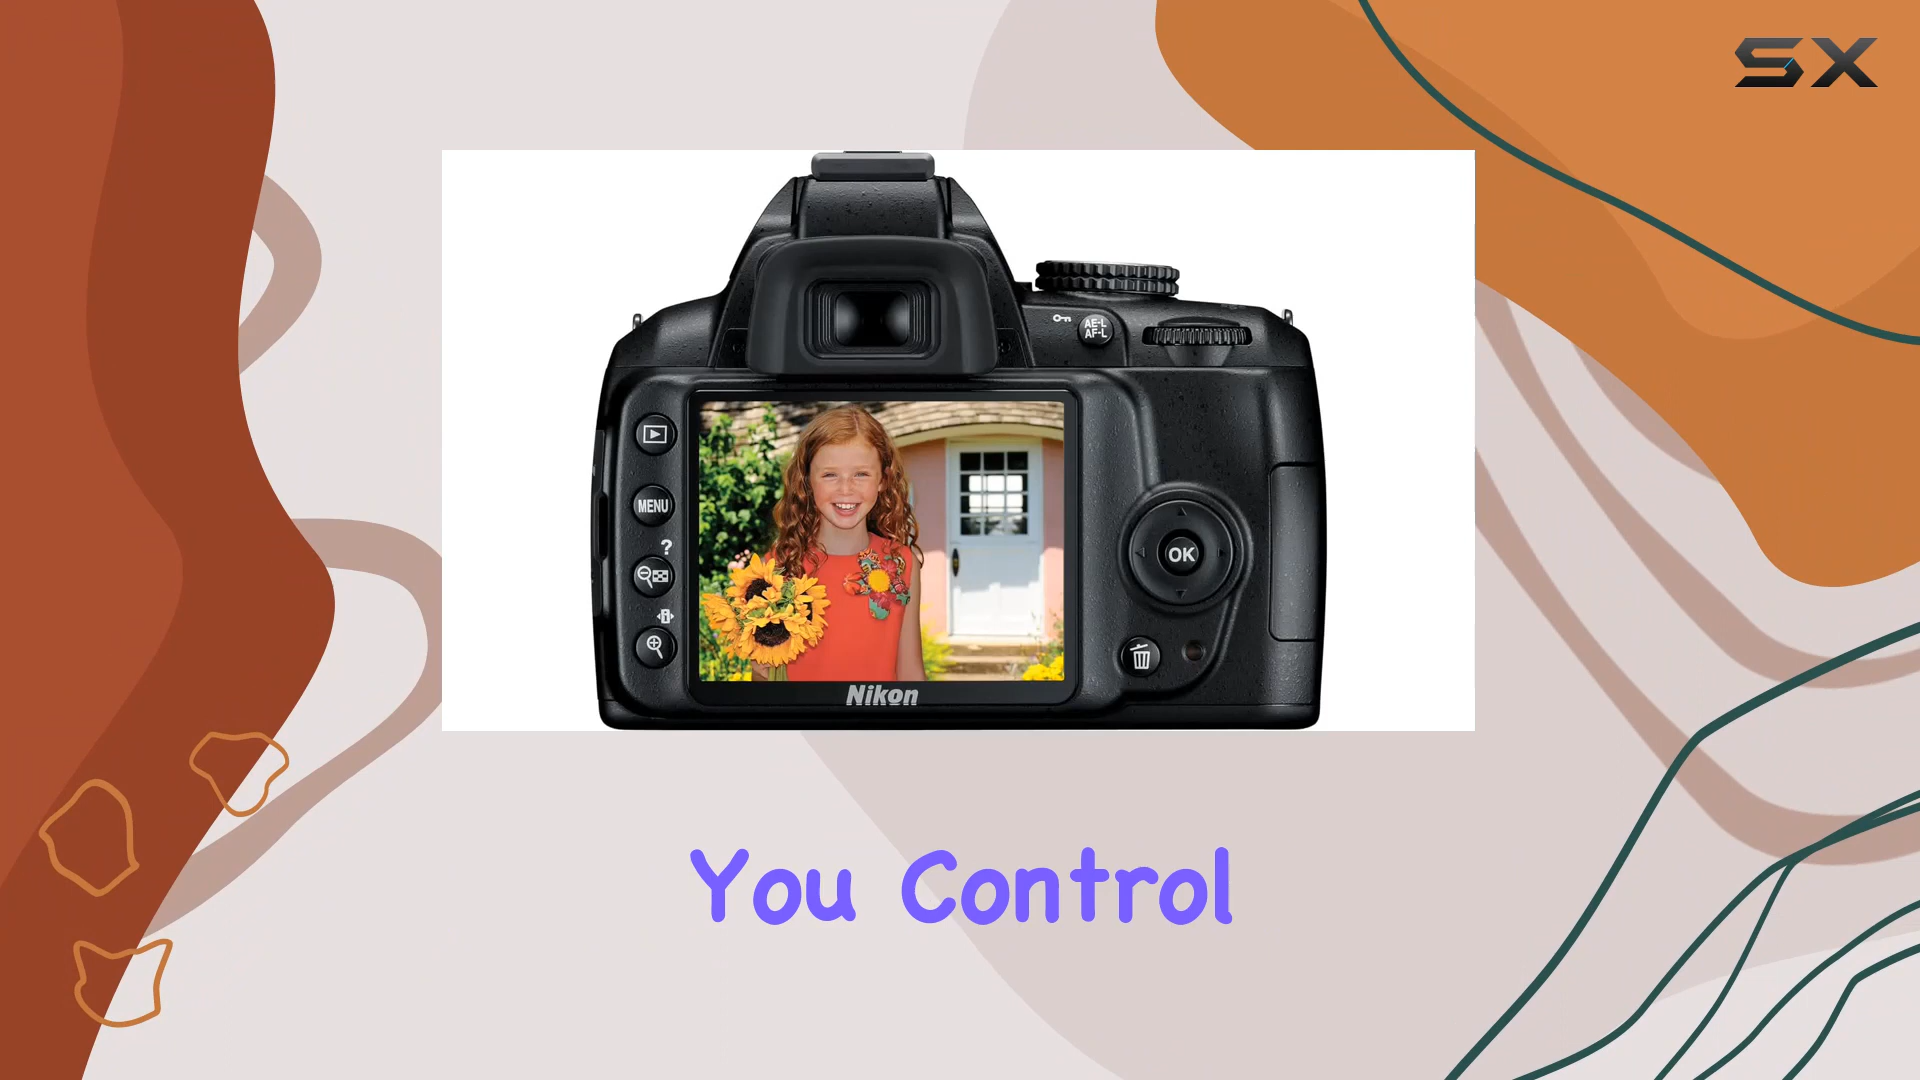 SX
AE-L
AF-L
MENU
?
OK
Nikon
You Control